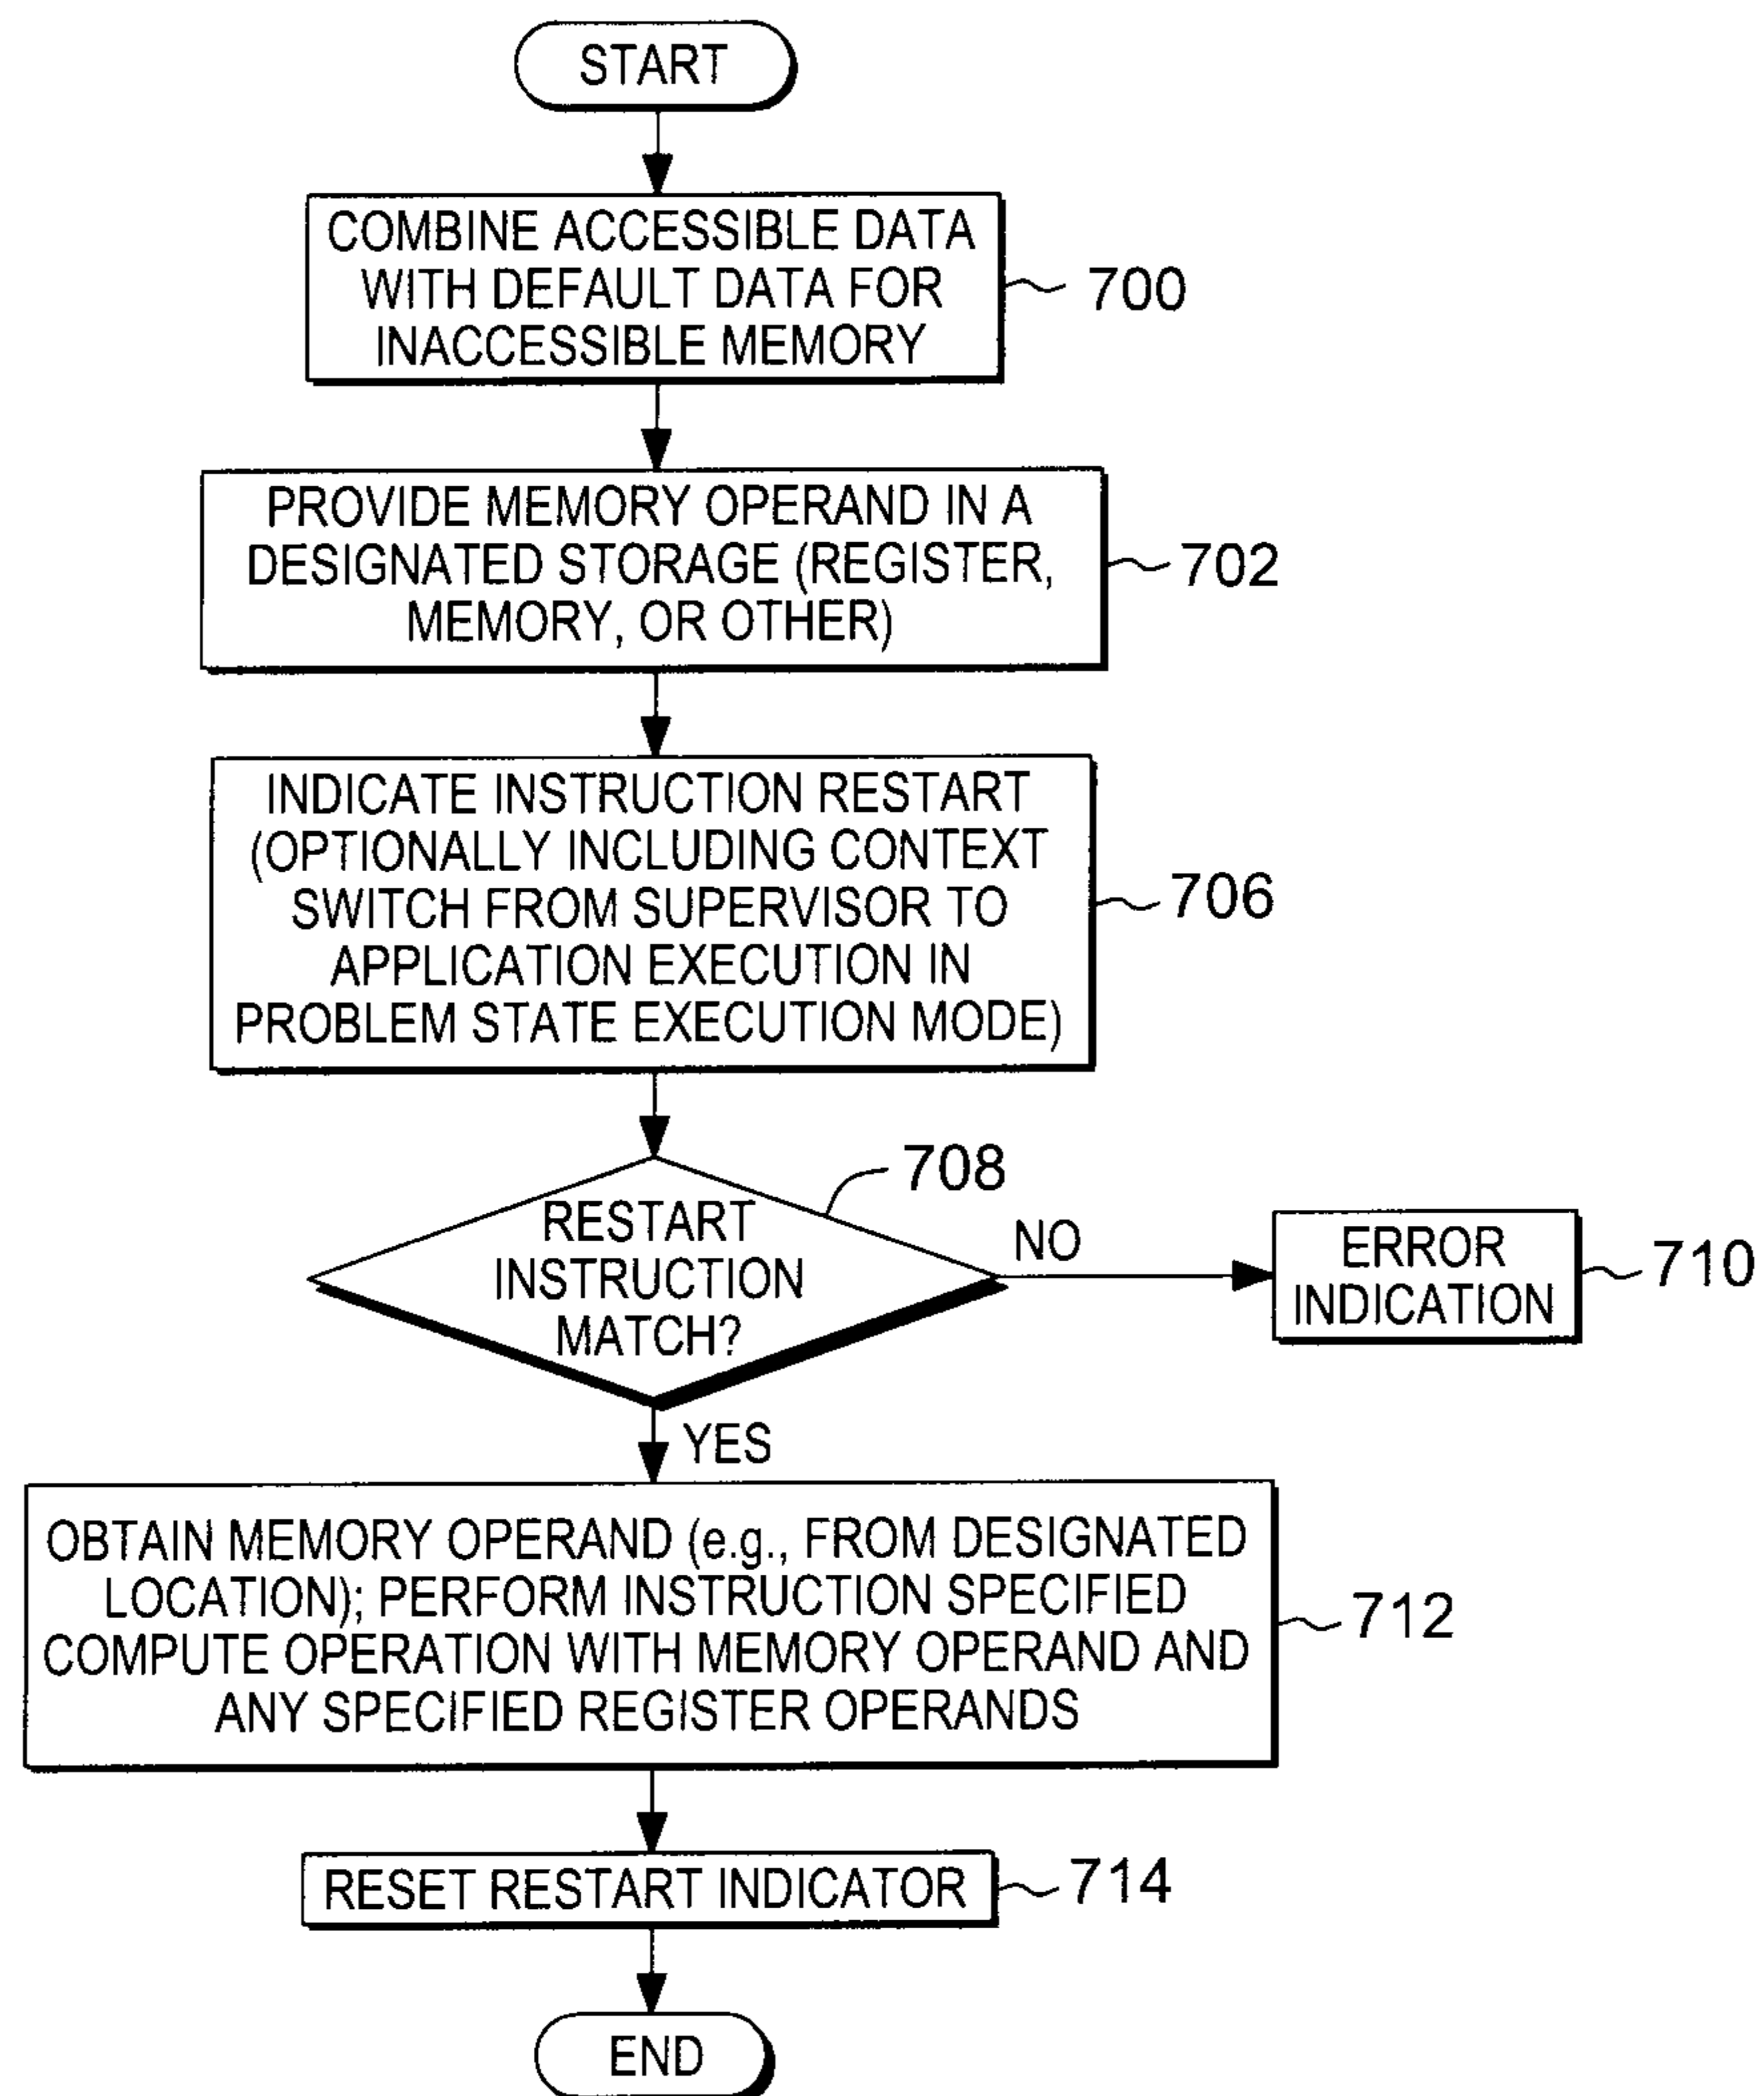 START
COMBINE ACCESSIBLE DATA
WITH DEFAULT DATA FOR
INACCESSIBLE MEMORY
700
PROVIDE MEMORY OPERAND IN A
DESIGNATED STORAGE (REGISTER,
MEMORY, OR OTHER)
702
INDICATE INSTRUCTION RESTART
(OPTIONALLY INCLUDING CONTEXT
SWITCH FROM SUPERVISOR TO
APPLICATION EXECUTION IN
PROBLEM STATE EXECUTION MODE)
706
708
RESTART
INSTRUCTION
MATCH?
NO
ERROR
INDICATION
710
YES
OBTAIN MEMORY OPERAND (e.g., FROM DESIGNATED
LOCATION); PERFORM INSTRUCTION SPECIFIED
COMPUTE OPERATION WITH MEMORY OPERAND AND
ANY SPECIFIED REGISTER OPERANDS
712
RESET RESTART INDICATOR
714
END